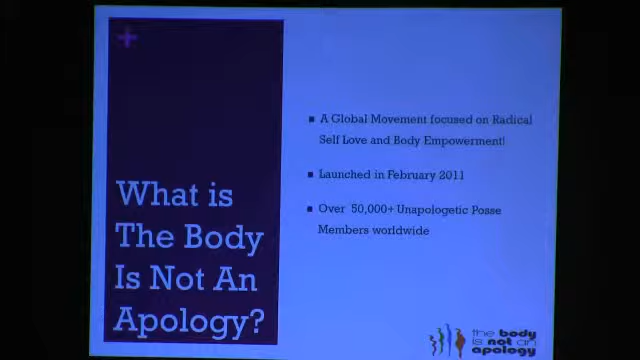 +
What is
The Body
Is Not An
Apology?
▪ A Global Movement focused on Radical
Self Love and Body Empowerment!
▪ Launched in February 2011
▪ Over 50,000+ Unapologetic Posse
Members worldwide
the body
is not an
apology